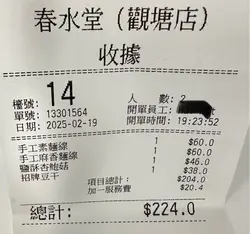 春水堂(觀塘店)
收據
檯號: 14 人 數: 2
單號: 13301564 開單員工:
日期: 2025-02-19 開單時間: 19:23:52
手工素麵線 1 $60.0
手工麻香麵線 1 $60.0
鹽酥杏鮑菇 1 $46.0
招牌豆干 1 $38.0
項目總計: $204.0
加一服務費 $20.4
總計: $224.0